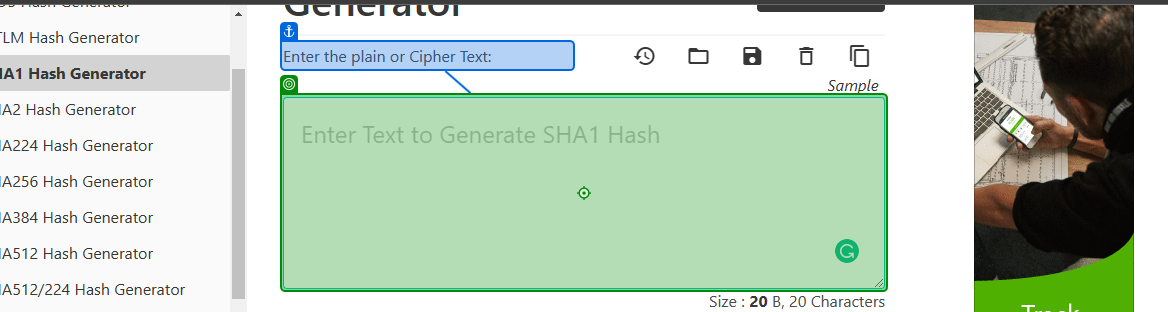 Generator
TLM Hash Generator
HA1 Hash Generator
HA2 Hash Generator
HA224 Hash Generator
HA256 Hash Generator
HA384 Hash Generator
HA512 Hash Generator
HA512/224 Hash Generator
Enter the plain or Cipher Text:
Sample
Enter Text to Generate SHA1 Hash
Size : 20 B, 20 Characters
Track